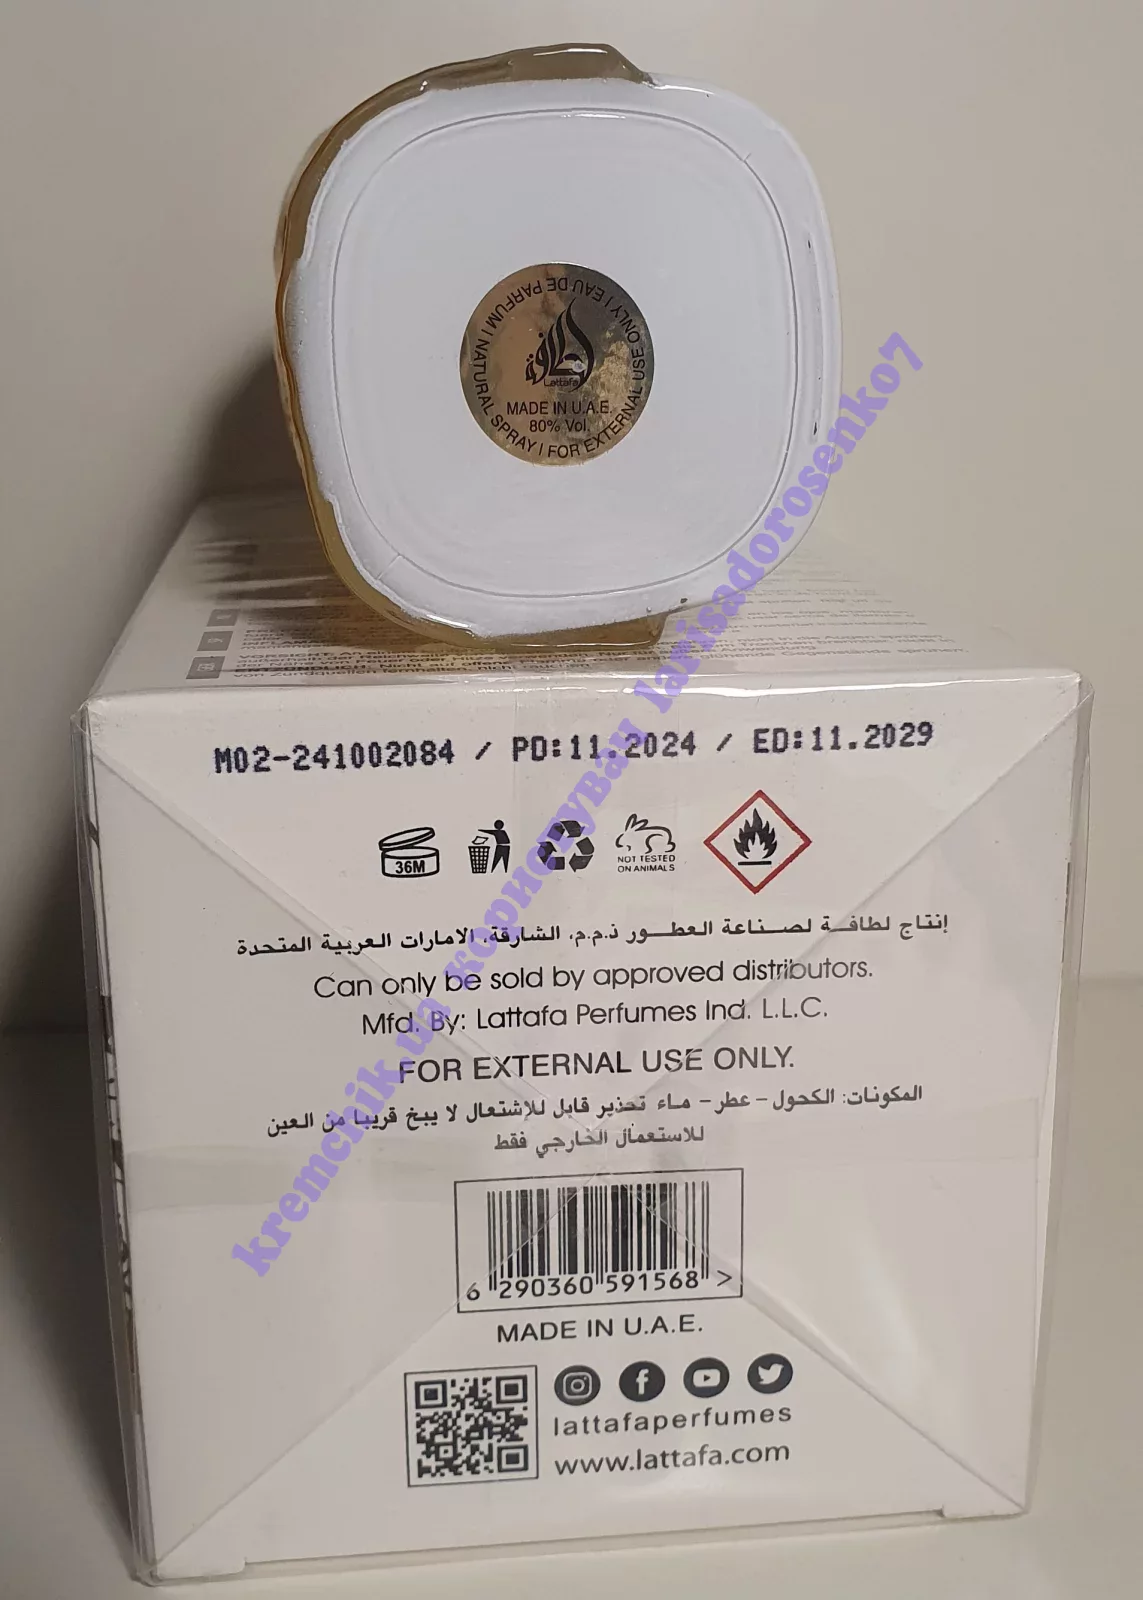 EAU DE PARFUM | NATURAL SPRAY | FOR EXTERNAL USE ONLY |
لطافة
Lattafa
MADE IN U.A.E.
80% Vol.
M02-241002084 / PD:11.2024 / ED:11.2029
36M
NOT TESTED
ON ANIMALS
إنتاج لطافة لصناعة العطور ذ.م.م. الشارقة. الامارات العربية المتحدة
Can only be sold by approved distributors.
Mfd. By: Lattafa Perfumes Ind. L.L.C.
FOR EXTERNAL USE ONLY.
المكونات: الكحول - عطر - ماء تحذير قابل للإشتعال لا يبخ قريبا من العين
للاستعمال الخارجي فقط
6 290360 591568 >
MADE IN U.A.E.
lattafaperfumes
www.lattafa.com
kremchik.ua користувач larisadorosenko7